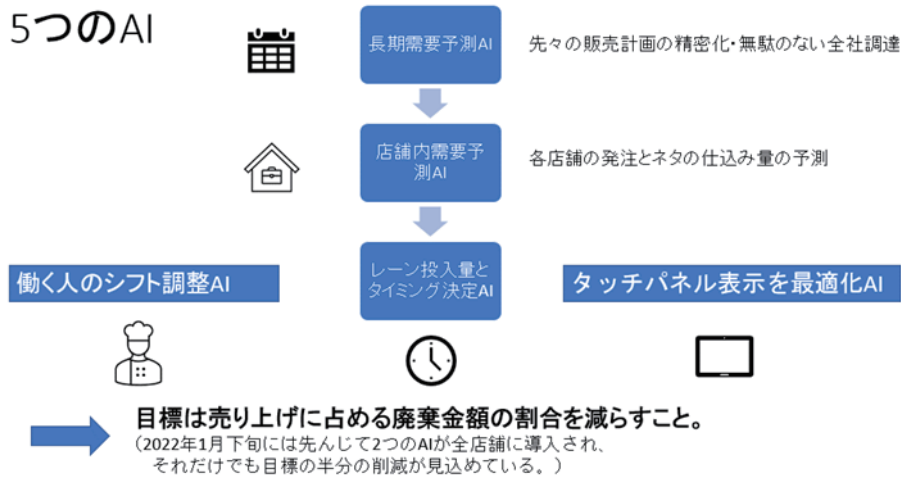 5つのAI
長期需要予測AI
先々の販売計画の精密化・無駄のない全社調達
店舗内需要予
測AI
各店舗の発注とネタの仕込み量の予測
レーン投入量と
タイミング決定AI
働く人のシフト調整AI
タッチパネル表示を最適化AI
目標は売り上げに占める廃棄金額の割合を減らすこと。
（2022年1月下旬には先んじて2つのAIが全店舗に導入され、
それだけでも目標の半分の削減が見込めている。）